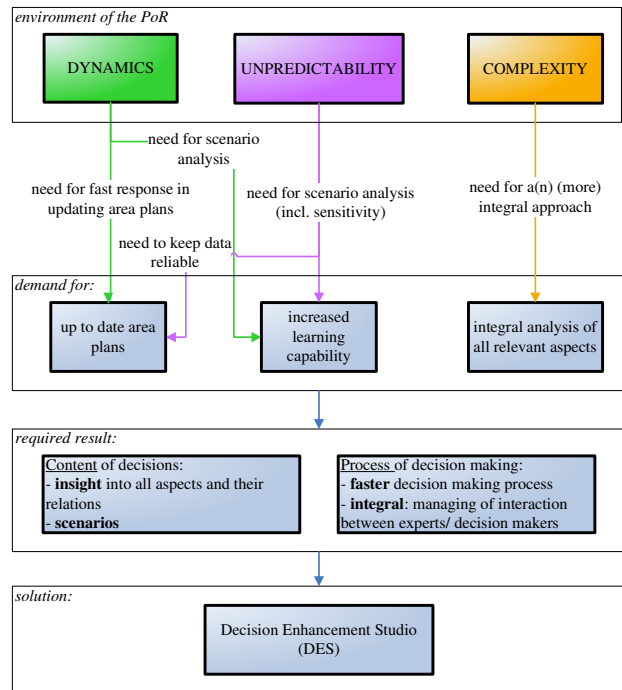 environment of the PoR
DYNAMICS
UNPREDICTABILITY
COMPLEXITY
need for scenario
analysis
need for fast response in
updating area plans
need for scenario analysis
(incl. sensitivity)
need for a(n) (more)
integral approach
need to keep data
reliable
demand for:
up to date area
plans
increased
learning
capability
integral analysis of
all relevant aspects
required result:
Content of decisions:
- insight into all aspects and their
relations
- scenarios
Process of decision making:
- faster decision making process
- integral: managing of interaction
between experts/ decision makers
solution:
Decision Enhancement Studio
(DES)